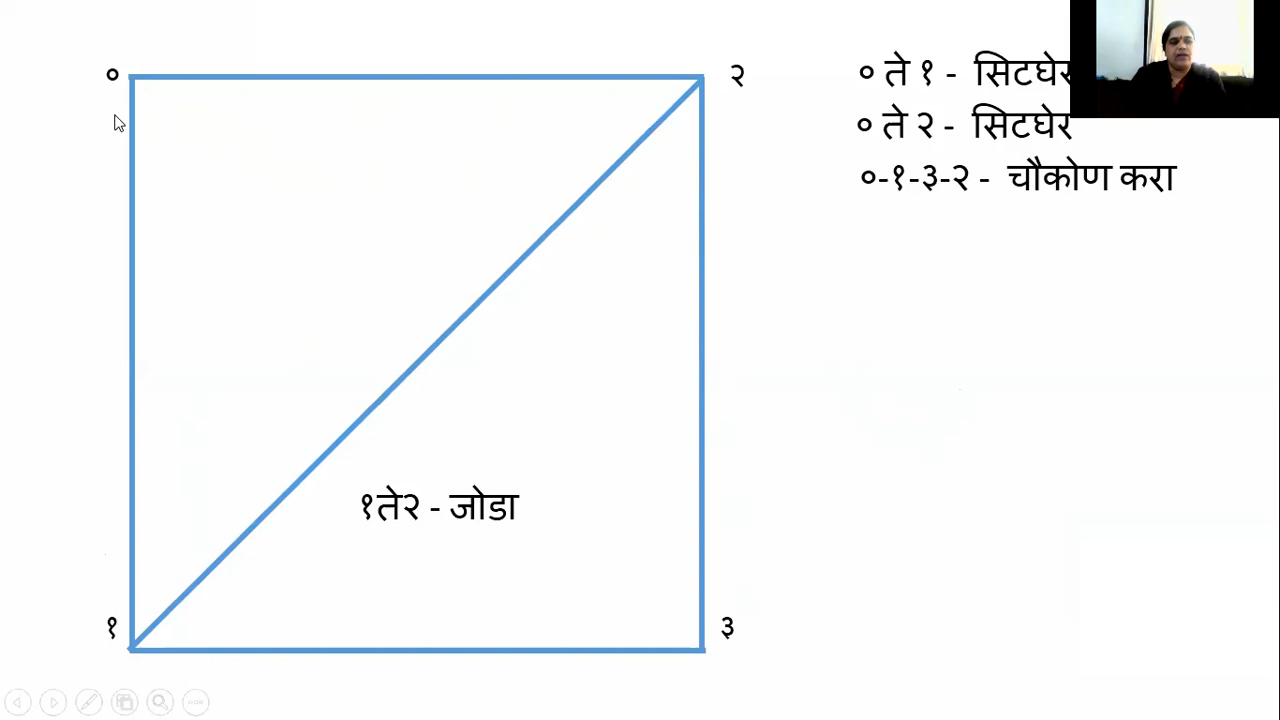 ० २
० ते १ - सिटघेर
० ते २ - सिटघेर
०-१-३-२ - चौकोण करा
१ते२ - जोडा
१ ३